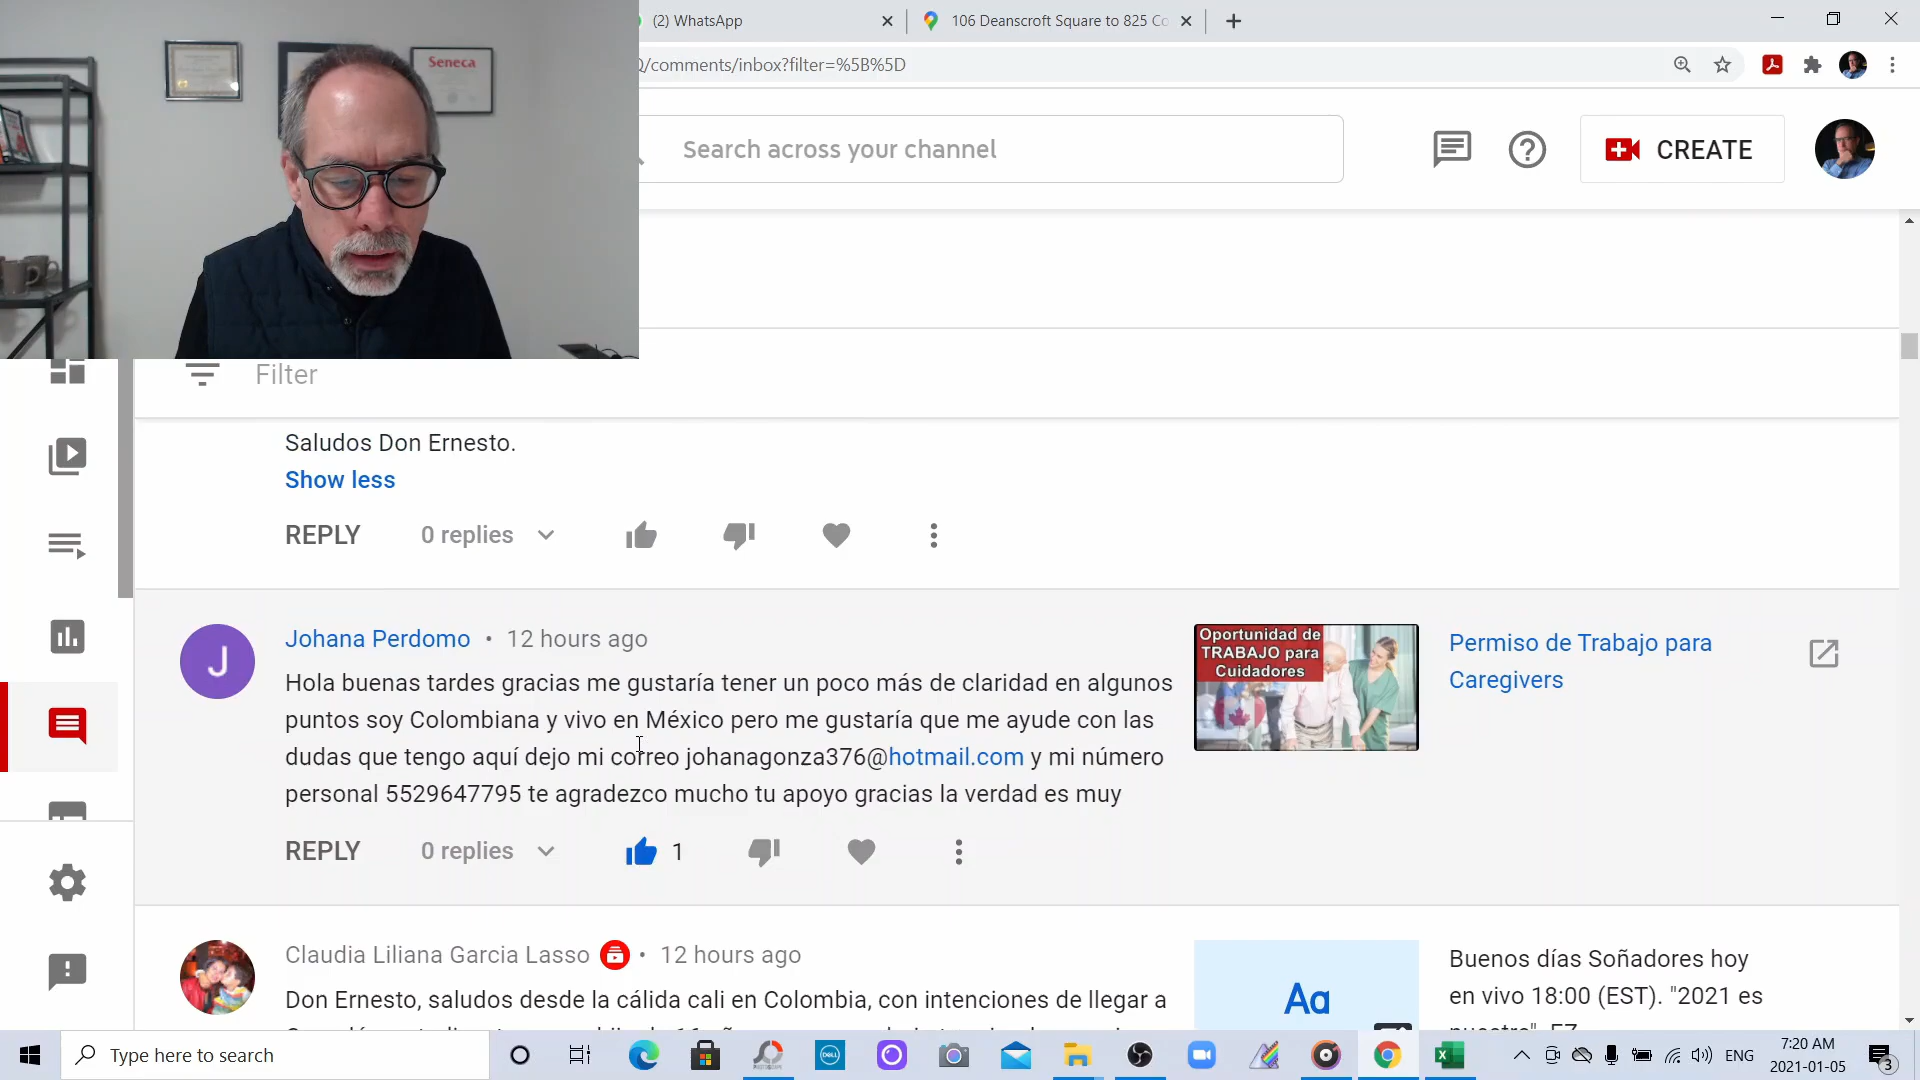 Seneca
(2) WhatsApp
106 Deanscroft Square to 825 Co
/comments/inbox?filter=%5B%5D
Search across your channel
CREATE
Filter
Saludos Don Ernesto.
Show less
REPLY 0 replies
J
Johana Perdomo • 12 hours ago
Hola buenas tardes gracias me gustaría tener un poco más de claridad en algunos
puntos soy Colombiana y vivo en México pero me gustaría que me ayude con las
dudas que tengo aquí dejo mi correo johanagonza376@hotmail.com y mi número
personal 5529647795 te agradezco mucho tu apoyo gracias la verdad es muy
Oportunidad de
TRABAJO para
Cuidadores
Permiso de Trabajo para
Caregivers
REPLY 0 replies 1
Claudia Liliana Garcia Lasso • 12 hours ago
Don Ernesto, saludos desde la cálida cali en Colombia, con intenciones de llegar a
Aa
Buenos días Soñadores hoy
en vivo 18:00 (EST). "2021 es
Type here to search
DELL
ENG
7:20 AM
2021-01-05
3